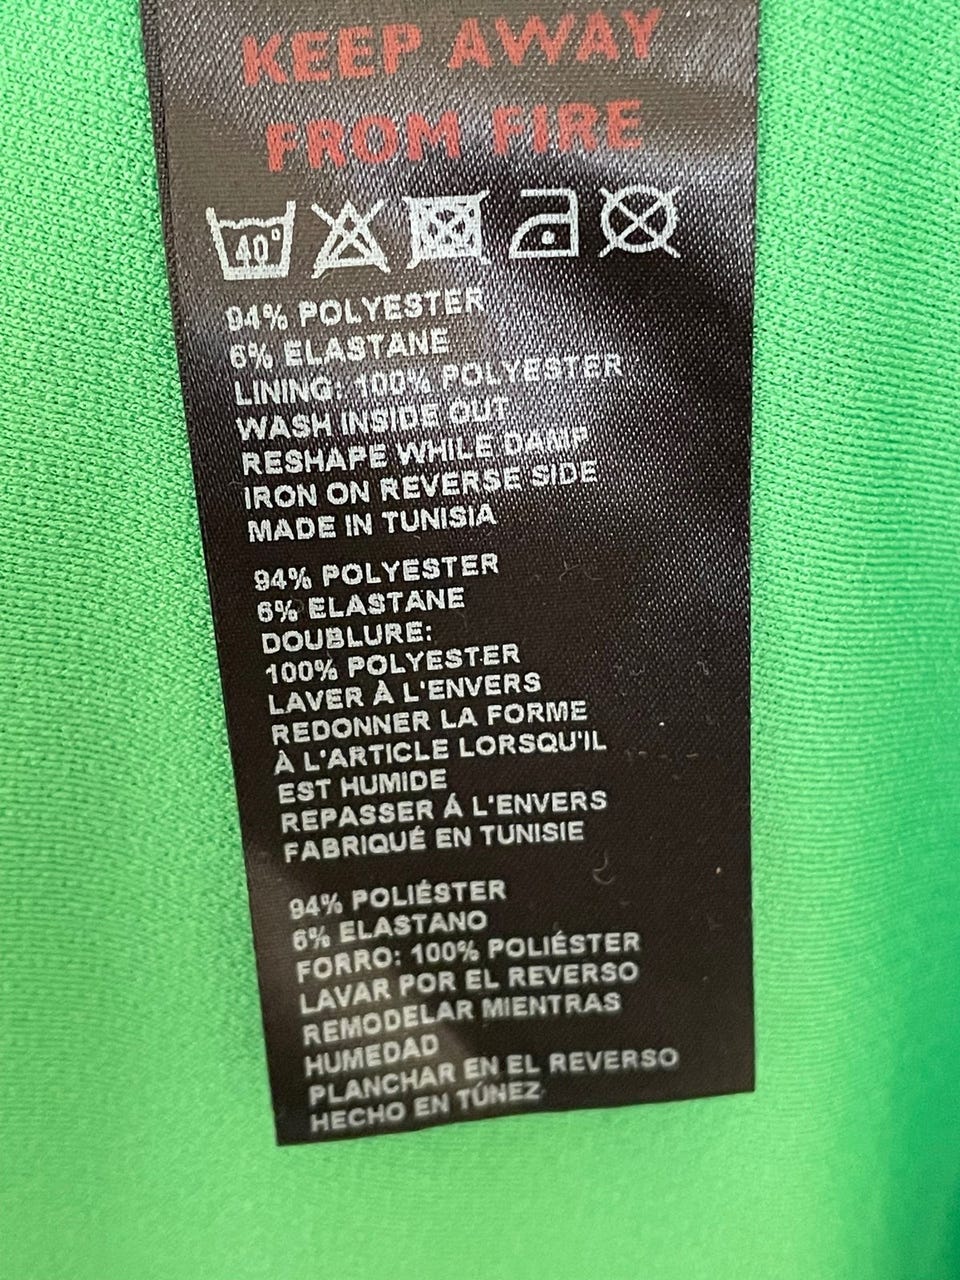 KEEP AWAY
FROM FIRE
40°
94% POLYESTER
6% ELASTANE
LINING: 100% POLYESTER
WASH INSIDE OUT
RESHAPE WHILE DAMP
IRON ON REVERSE SIDE
MADE IN TUNISIA
94% POLYESTER
6% ELASTANE
DOUBLURE:
100% POLYESTER
LAVER À L'ENVERS
REDONNER LA FORME
À L'ARTICLE LORSQU'IL
EST HUMIDE
REPASSER Á L'ENVERS
FABRIQUÉ EN TUNISIE
94% POLIÉSTER
6% ELASTANO
FORRO: 100% POLIÉSTER
LAVAR POR EL REVERSO
REMODELAR MIENTRAS
HUMEDAD
PLANCHAR EN EL REVERSO
HECHO EN TÚNEZ